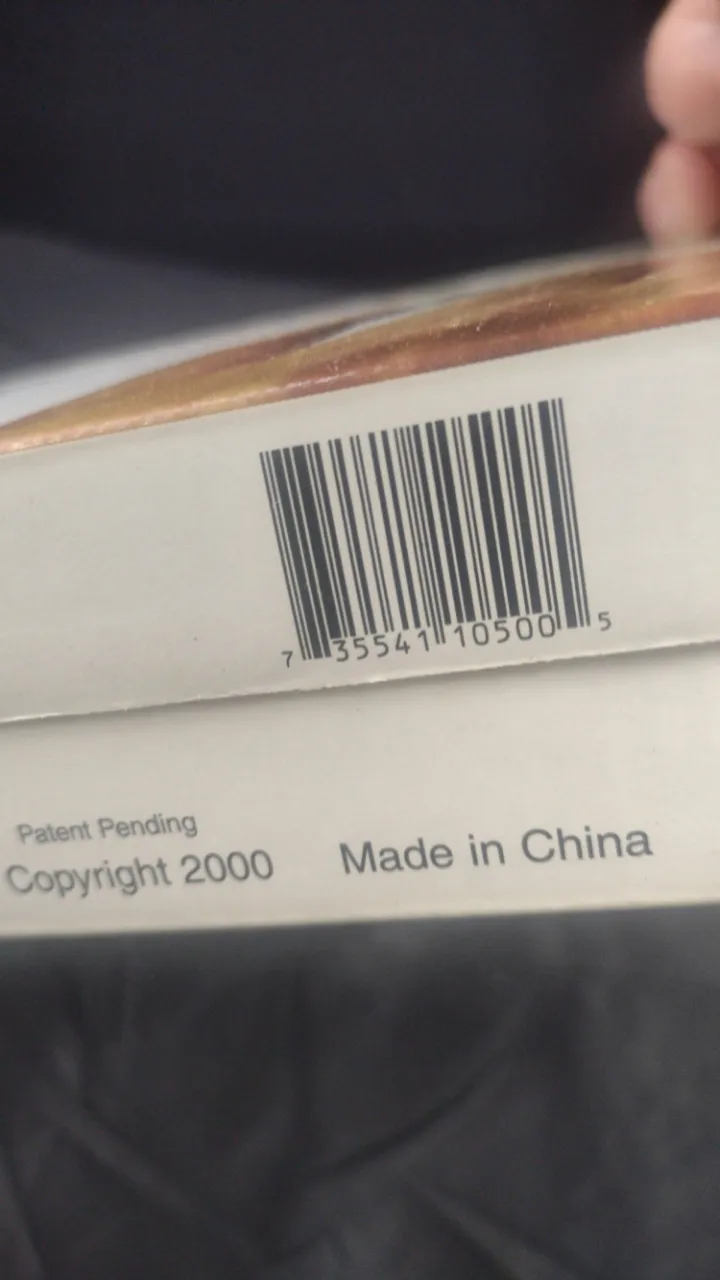 7 35541 10500 5
Patent Pending
Copyright 2000 Made in China